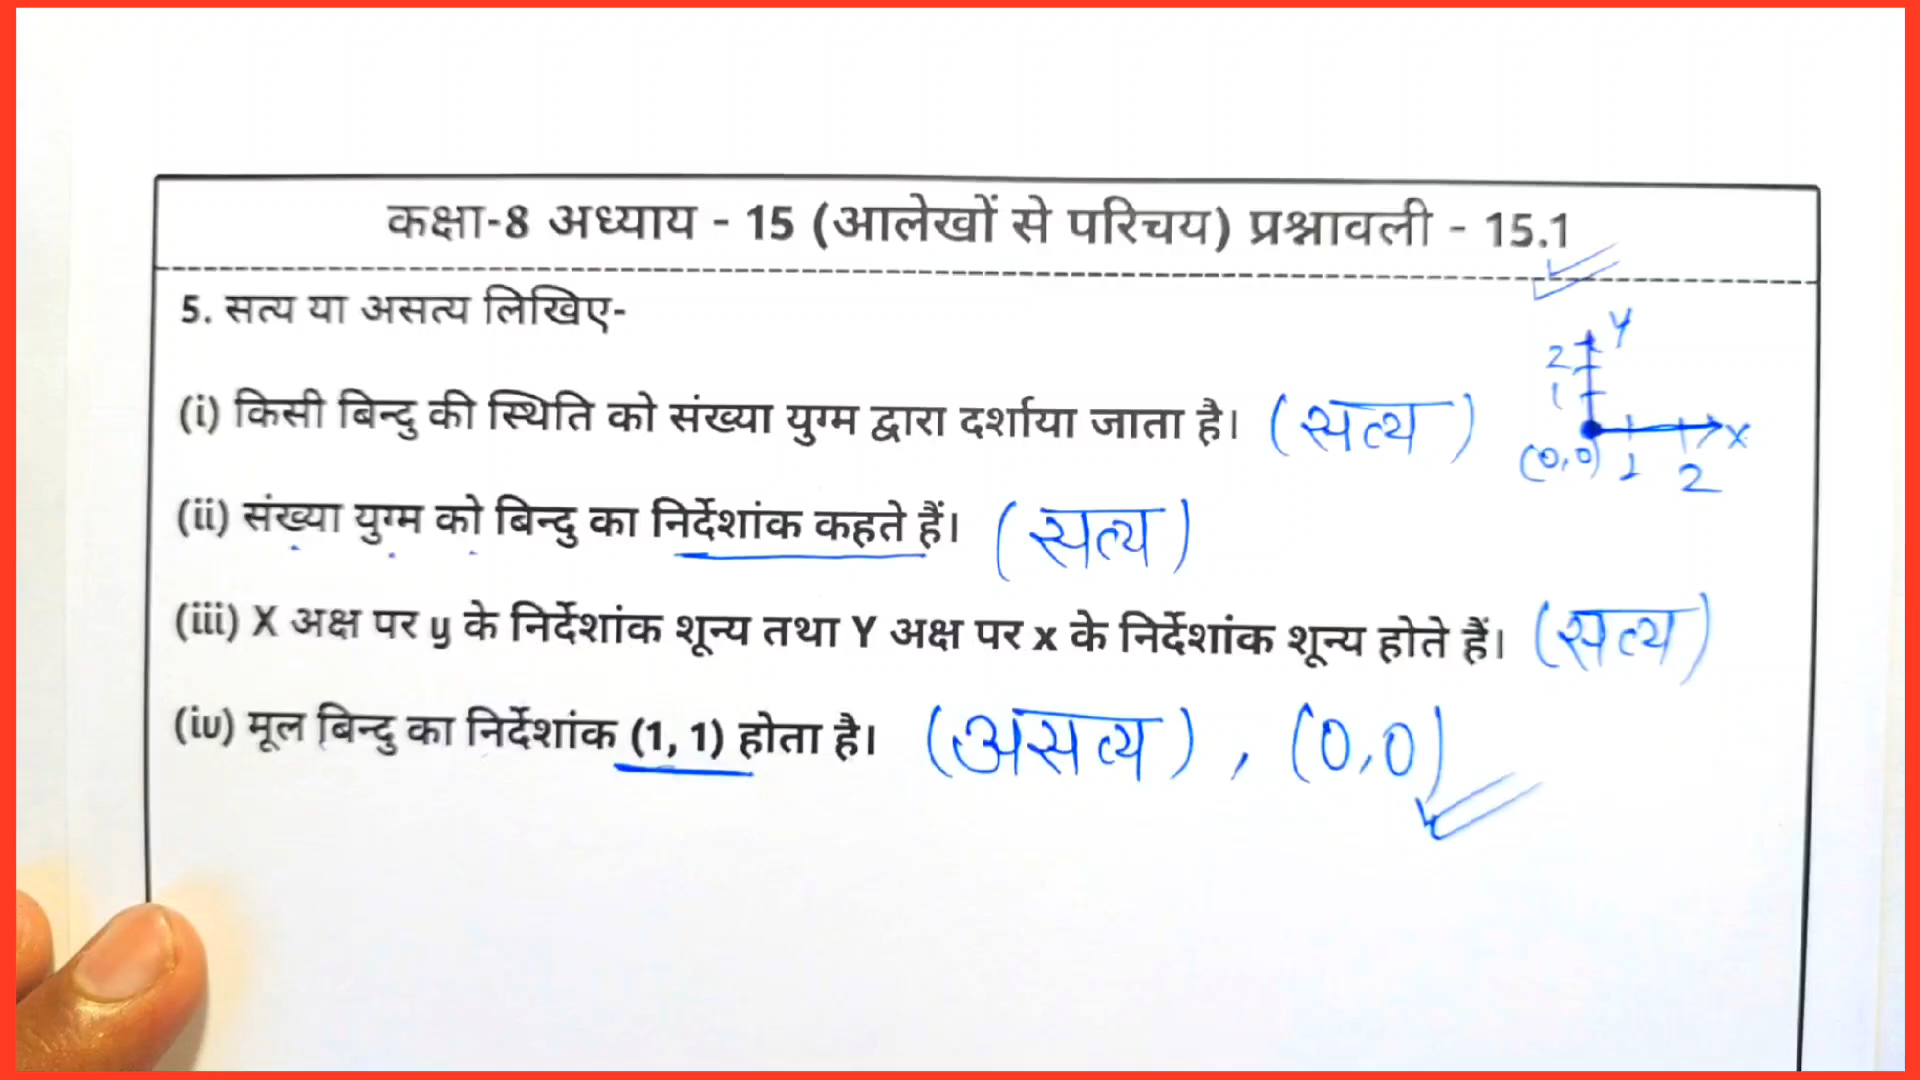 कक्षा-8 अध्याय - 15 (आलेखों से परिचय) प्रश्नावली - 15.1
5. सत्य या असत्य लिखिए-
Y
2
1
(i) किसी बिन्दु की स्थिति को संख्या युग्म द्वारा दर्शाया जाता है। (सत्य)
X
(0,0) 1 2
(ii) संख्या युग्म को बिन्दु का निर्देशांक कहते हैं। (सत्य)
(iii) X अक्ष पर y के निर्देशांक शून्य तथा Y अक्ष पर x के निर्देशांक शून्य होते हैं। (सत्य)
(iv) मूल बिन्दु का निर्देशांक (1, 1) होता है। (असत्य), (0,0)